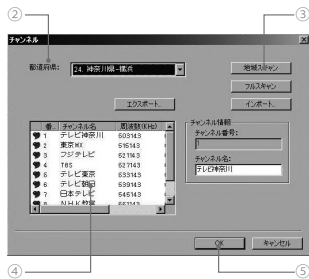 ② ③
チャンネル
都道府県: 24. 神奈川県-横浜 地域スキャン
フルスキャン
エクスポート... インポート...
番.. チャンネル名 周波数(KHz)
1 テレビ神奈川 503143
2 東京MX 515143
3 フジテレビ 521143
4 TBS 527143
5 テレビ東京 533143
6 テレビ朝日 539143
7 日本テレビ 545143
NHK教育
チャンネル情報
チャンネル番号:
1
チャンネル名:
テレビ神奈川
OK キャンセル
④ ⑤